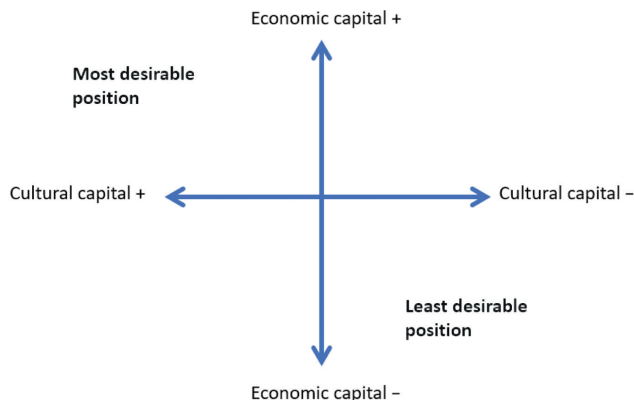 Economic capital +
Most desirable
position
Cultural capital +
Cultural capital –
Least desirable
position
Economic capital –